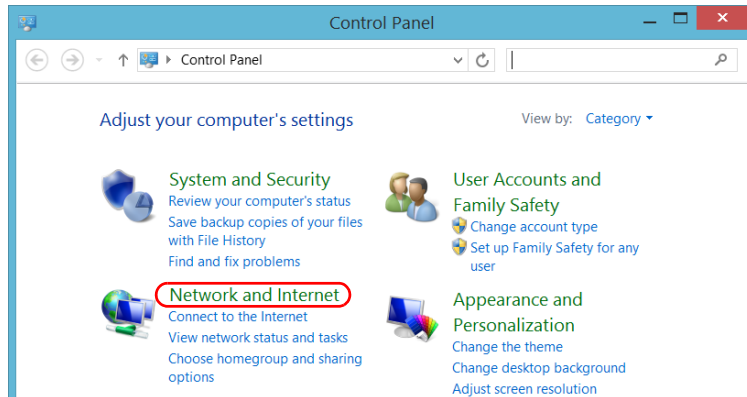 Control Panel
Control Panel
Adjust your computer's settings
View by: Category
System and Security
Review your computer's status
Save backup copies of your files
with File History
Find and fix problems
Network and Internet
Connect to the Internet
View network status and tasks
Choose homegroup and sharing
options
User Accounts and
Family Safety
Change account type
Set up Family Safety for any
user
Appearance and
Personalization
Change the theme
Change desktop background
Adjust screen resolution